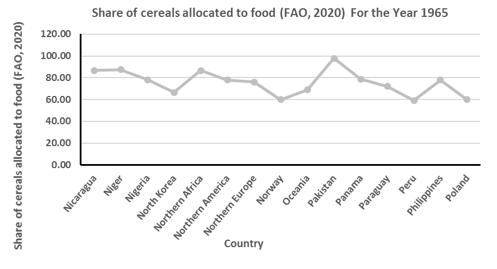 Share of cereals allocated to food (FAO, 2020)  For the Year 1965
Share of cereals allocated to food (FAO, 2020)
120.00
100.00
80.00
60.00
40.00
20.00
0.00
Nicaragua
Niger
Nigeria
North Korea
Northern Africa
Northern America
Northern Europe
Norway
Oceania
Pakistan
Panama
Paraguay
Peru
Philippines
Poland
Country